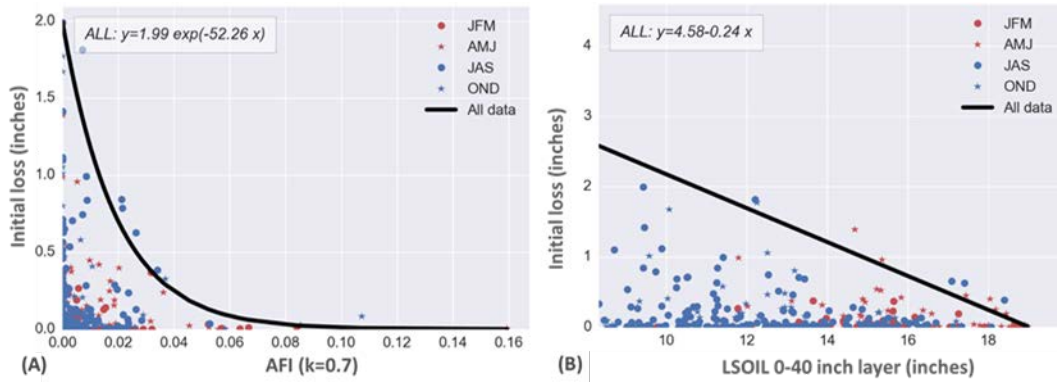 ALL: y=1.99 exp(-52.26 x)
JFM
AMJ
JAS
OND
All data
Initial loss (inches)
2.0
1.5
1.0
0.5
0.0
0.00 0.02 0.04 0.06 0.08 0.10 0.12 0.14 0.16
(A)
AFI (k=0.7)
ALL: y=4.58-0.24 x
JFM
AMJ
JAS
OND
All data
Initial loss (inches)
4
3
2
1
0
10 12 14 16 18
(B)
LSOIL 0-40 inch layer (inches)